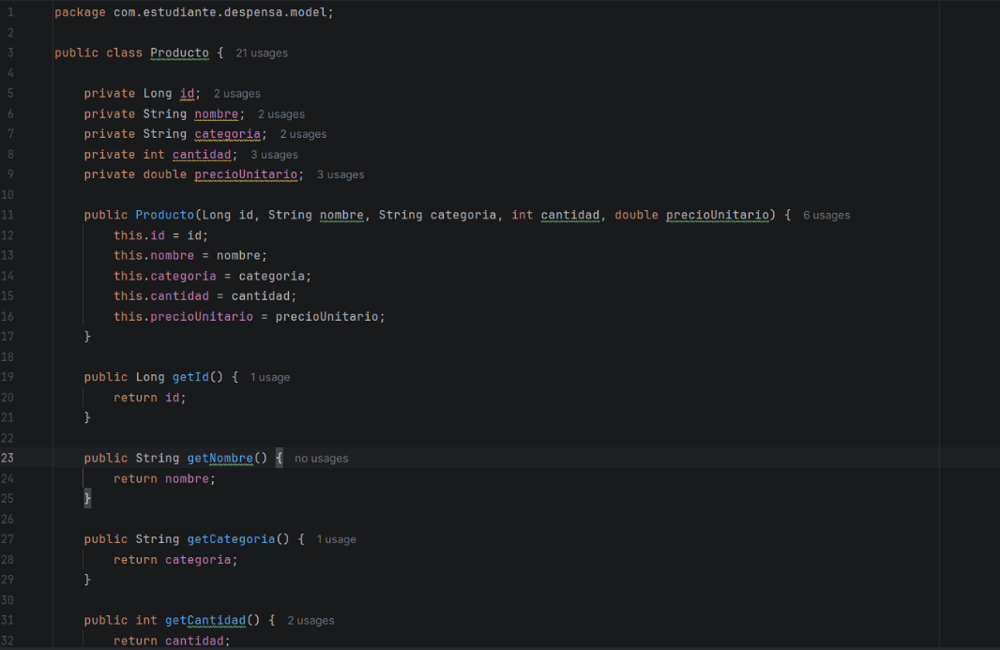 1 package com.estudiante.despensa.model;
2
3 public class Producto { 21 usages
4
5     private Long id; 2 usages
6     private String nombre; 2 usages
7     private String categoria; 2 usages
8     private int cantidad; 3 usages
9     private double precioUnitario; 3 usages
10
11     public Producto(Long id, String nombre, String categoria, int cantidad, double precioUnitario) { 6 usages
12         this.id = id;
13         this.nombre = nombre;
14         this.categoria = categoria;
15         this.cantidad = cantidad;
16         this.precioUnitario = precioUnitario;
17     }
18
19     public Long getId() { 1 usage
20         return id;
21     }
22
23     public String getNombre() { no usages
24         return nombre;
25     }
26
27     public String getCategoria() { 1 usage
28         return categoria;
29     }
30
31     public int getCantidad() { 2 usages
32         return cantidad;